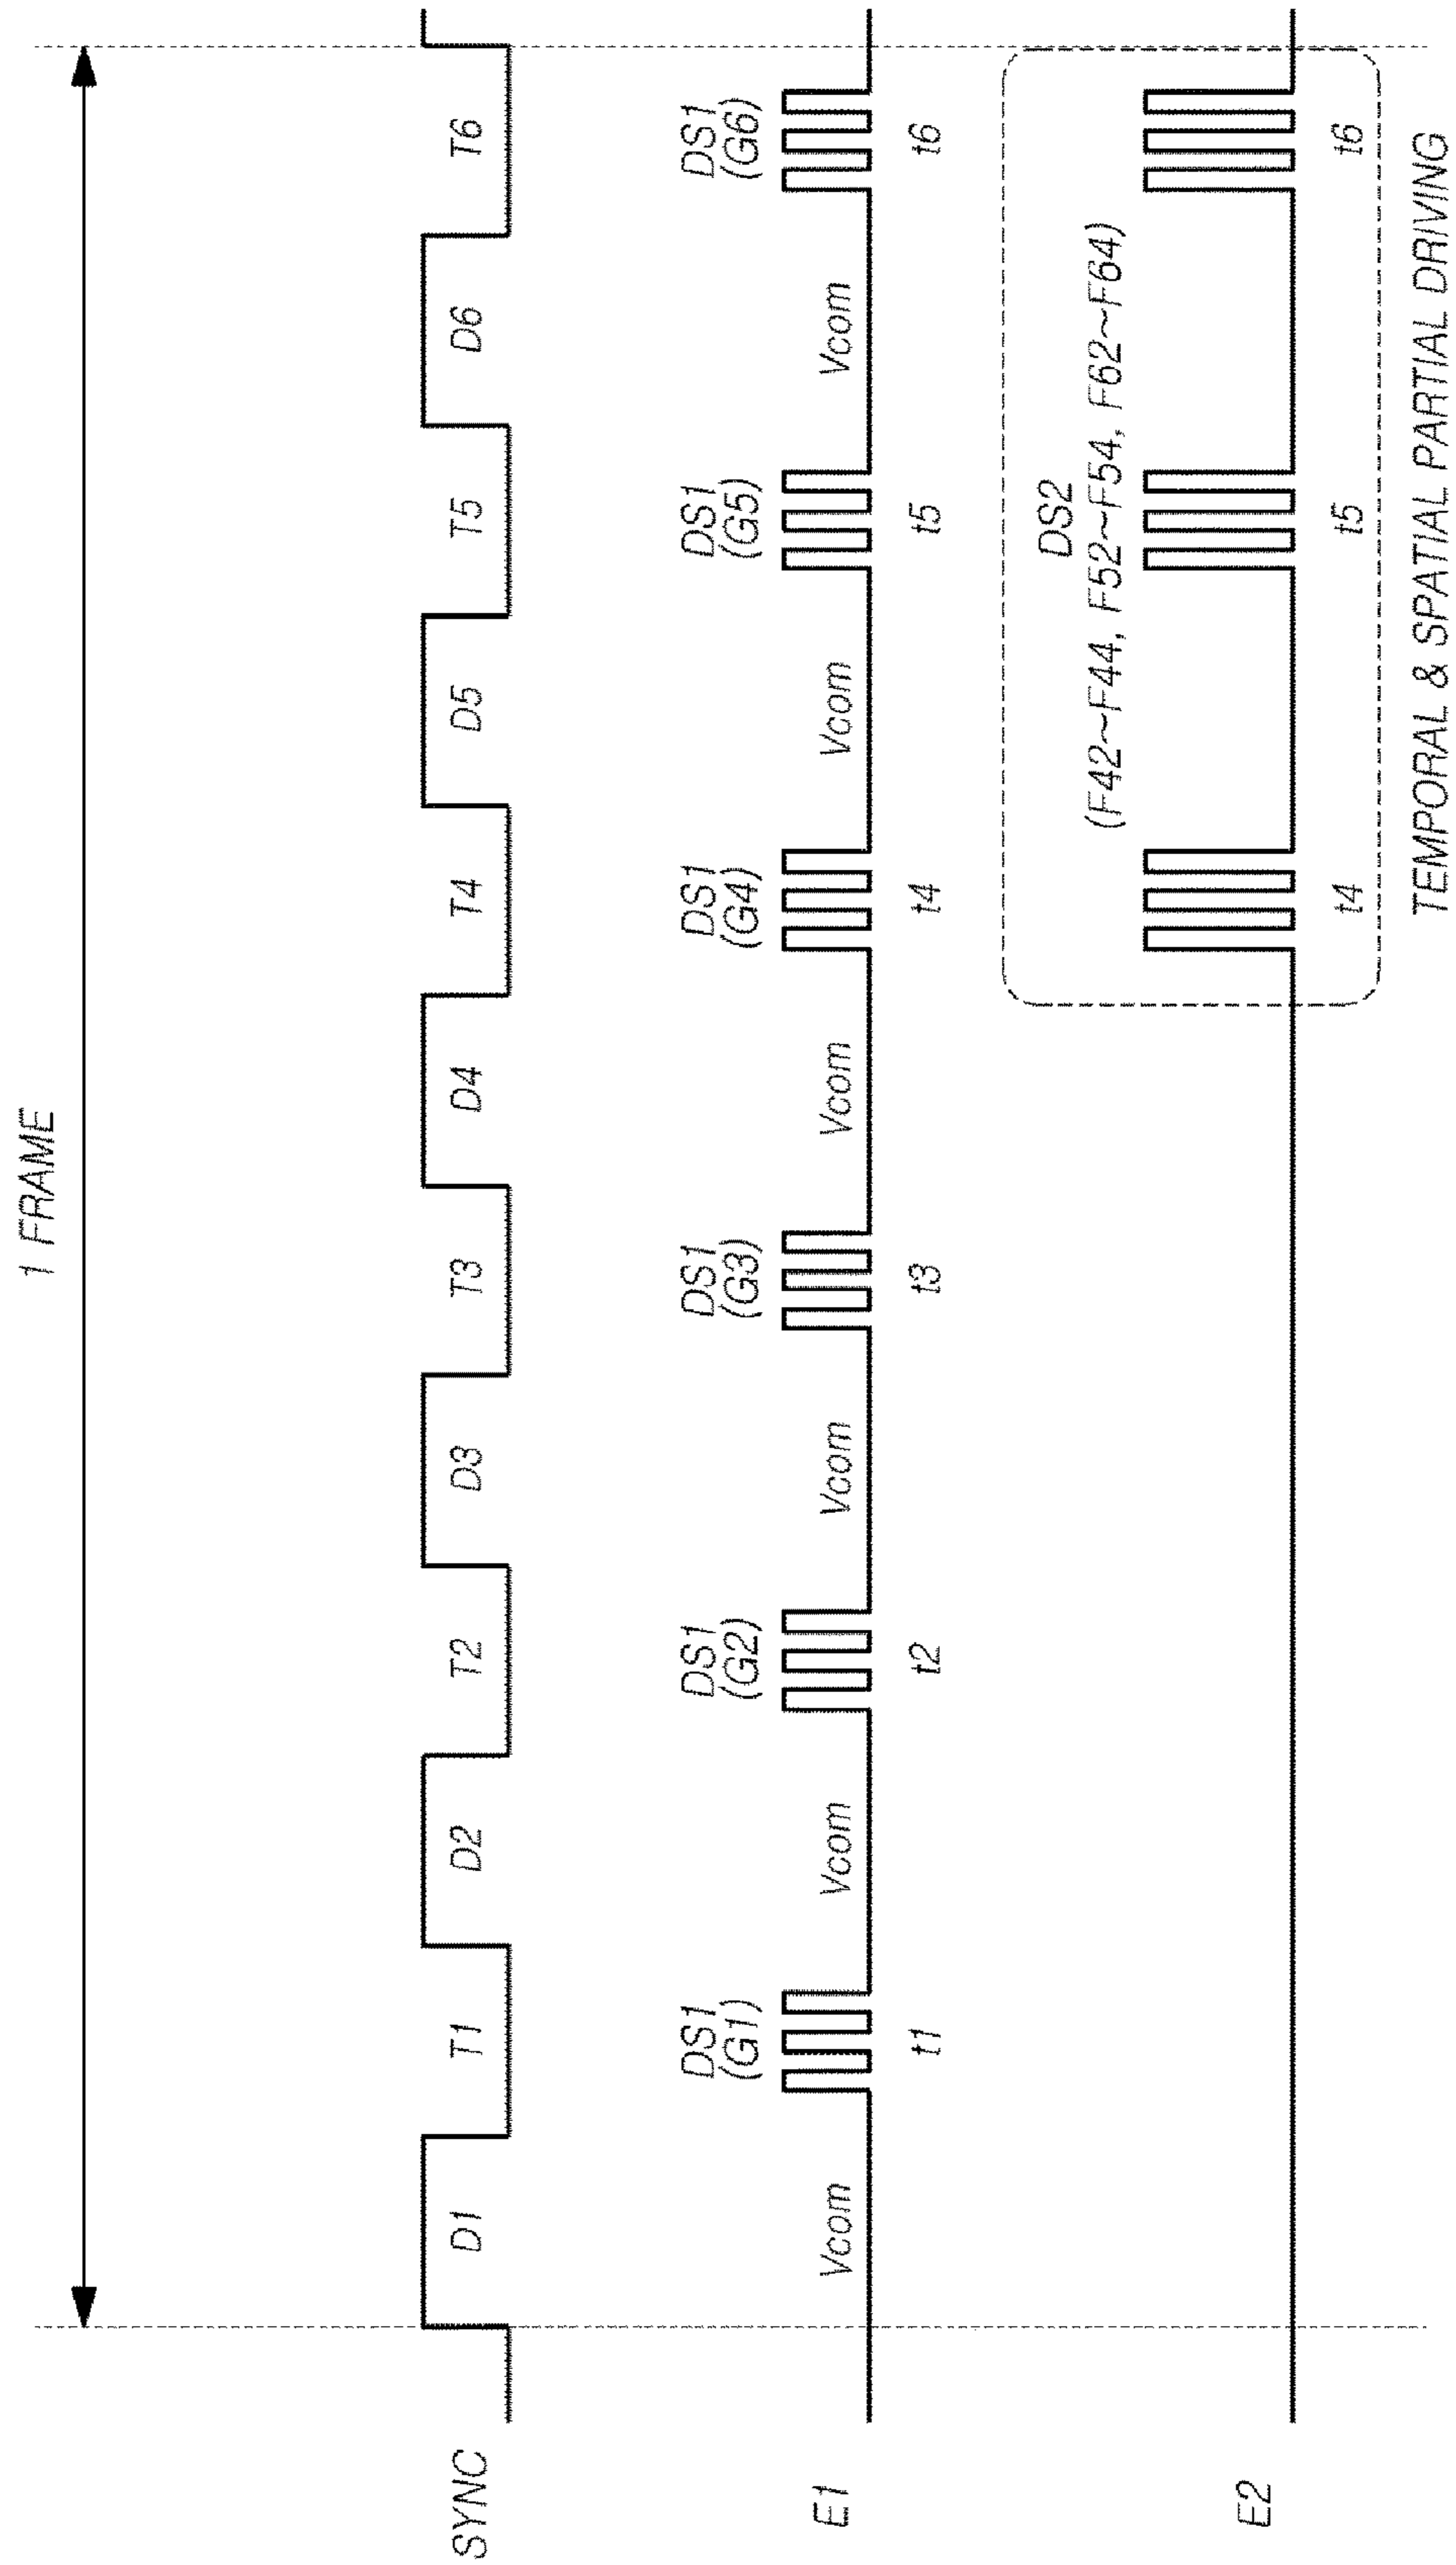 1 FRAME
SYNC D1 T1 D2 T2 D3 T3 D4 T4 D5 T5 D6 T6
DS1 DS1 DS1 DS1 DS1 DS1
(G1) (G2) (G3) (G4) (G5) (G6)
E1 Vcom Vcom Vcom Vcom Vcom Vcom
t1 t2 t3 t4 t5 t6
DS2
(F42~F44, F52~F54, F62~F64)
E2
t4 t5 t6
TEMPORAL & SPATIAL PARTIAL DRIVING